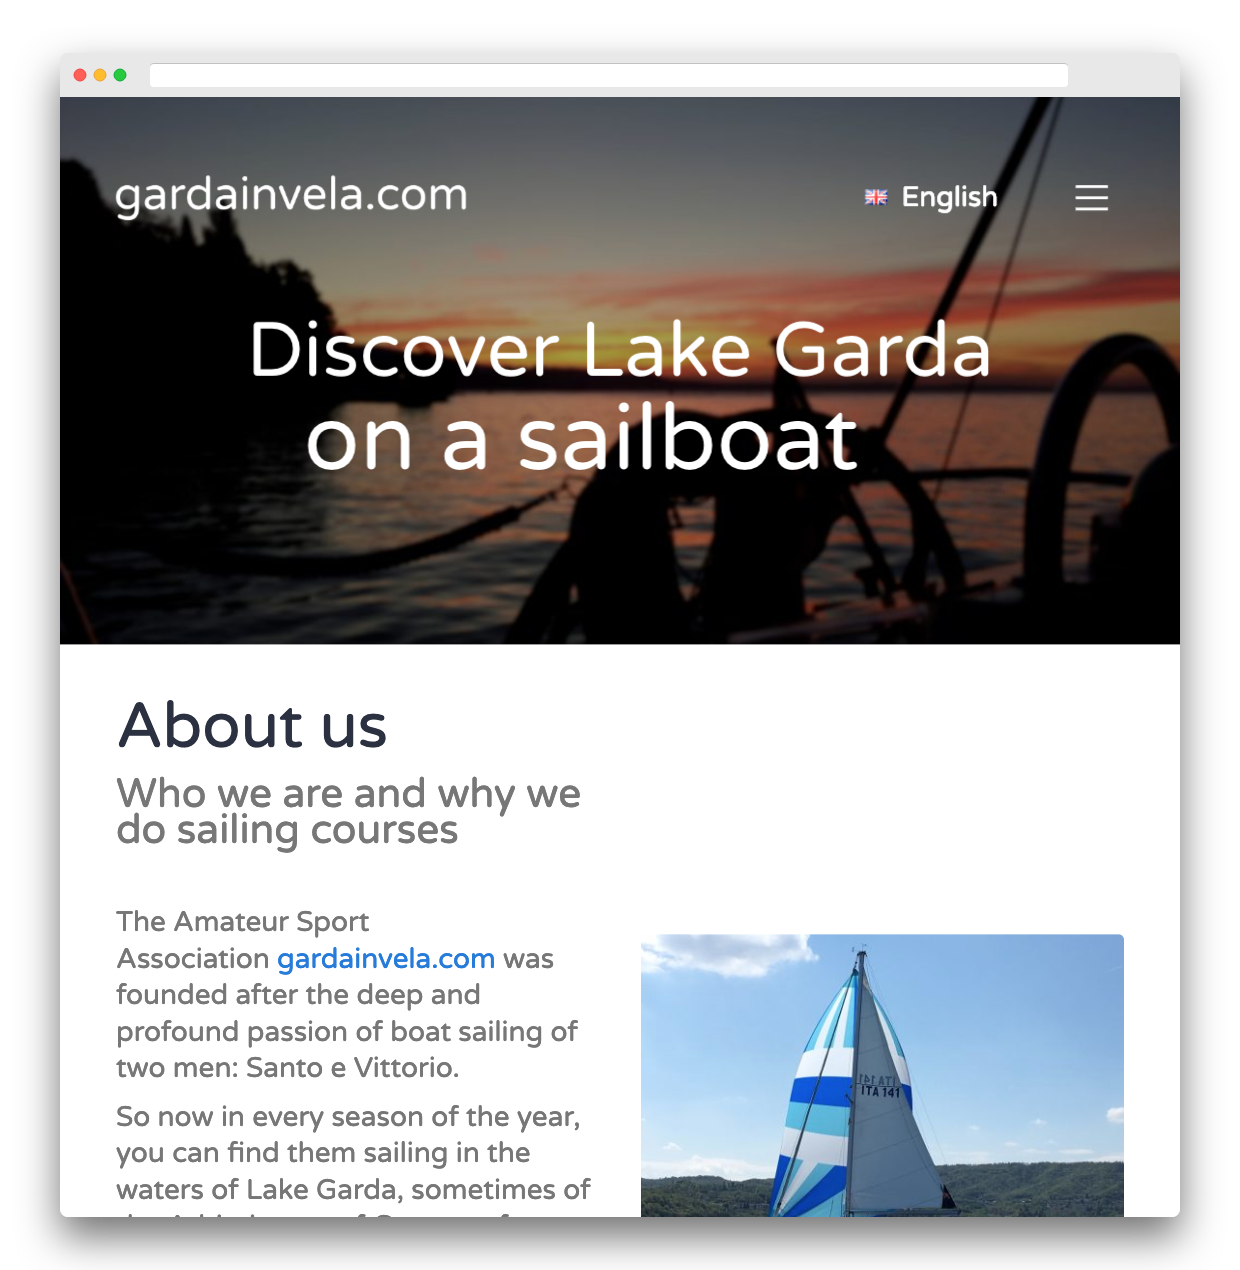 gardainvela.com
English
Discover Lake Garda
on a sailboat
About us
Who we are and why we
do sailing courses
The Amateur Sport
Association gardainvela.com was
founded after the deep and
profound passion of boat sailing of
two men: Santo e Vittorio.
So now in every season of the year,
you can find them sailing in the
waters of Lake Garda, sometimes of
ITA 141
ITA 141